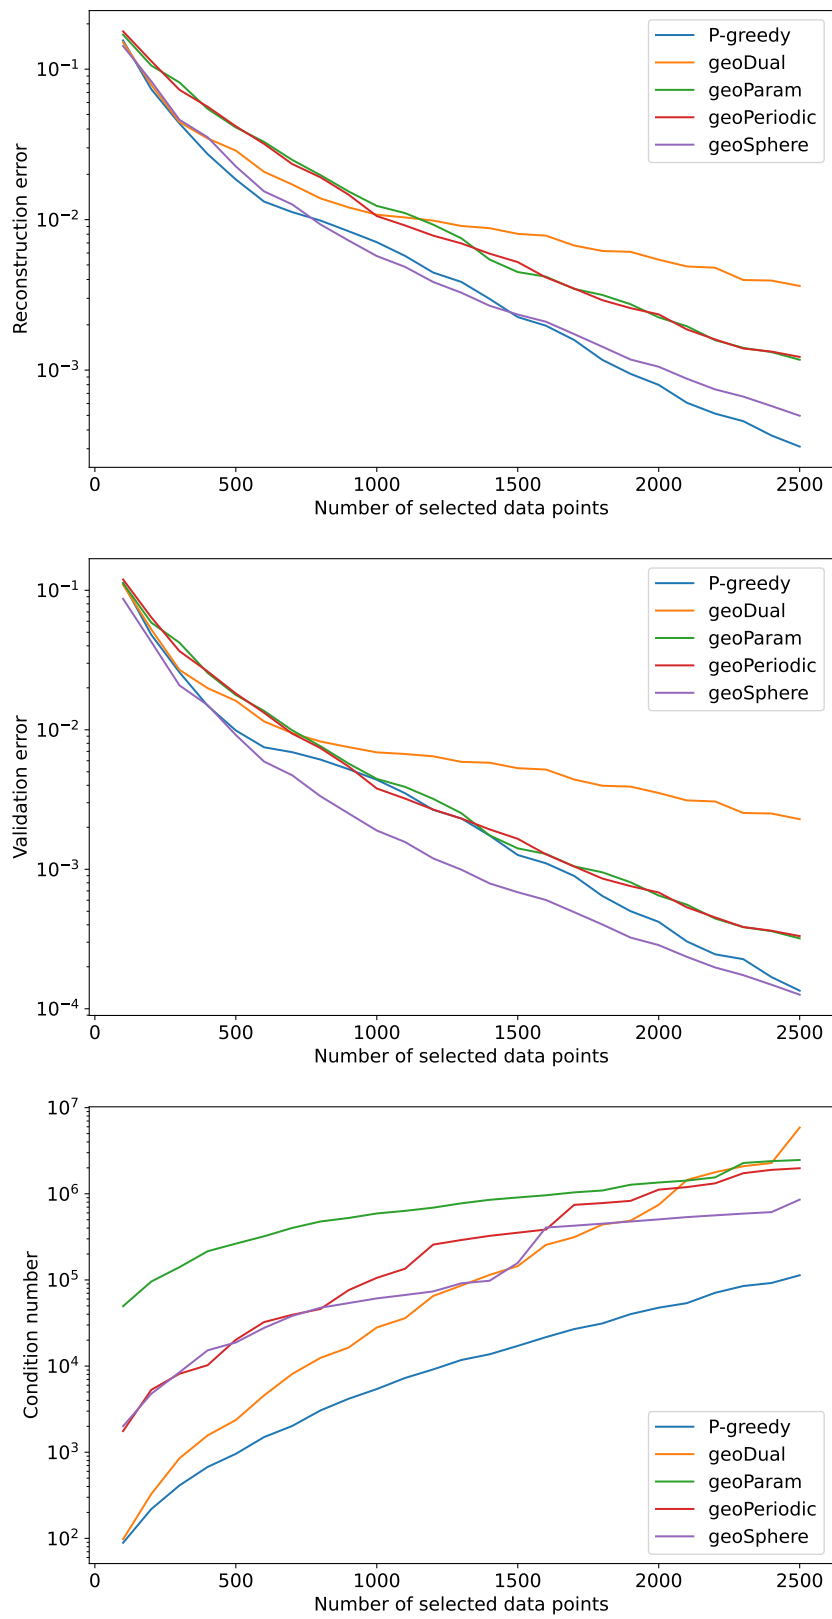 Reconstruction error
10⁻¹
10⁻²
10⁻³
P-greedy
geoDual
geoParam
geoPeriodic
geoSphere
0 500 1000 1500 2000 2500
Number of selected data points
Validation error
10⁻¹
10⁻²
10⁻³
10⁻⁴
P-greedy
geoDual
geoParam
geoPeriodic
geoSphere
0 500 1000 1500 2000 2500
Number of selected data points
Condition number
10⁷
10⁶
10⁵
10⁴
10³
10²
P-greedy
geoDual
geoParam
geoPeriodic
geoSphere
0 500 1000 1500 2000 2500
Number of selected data points